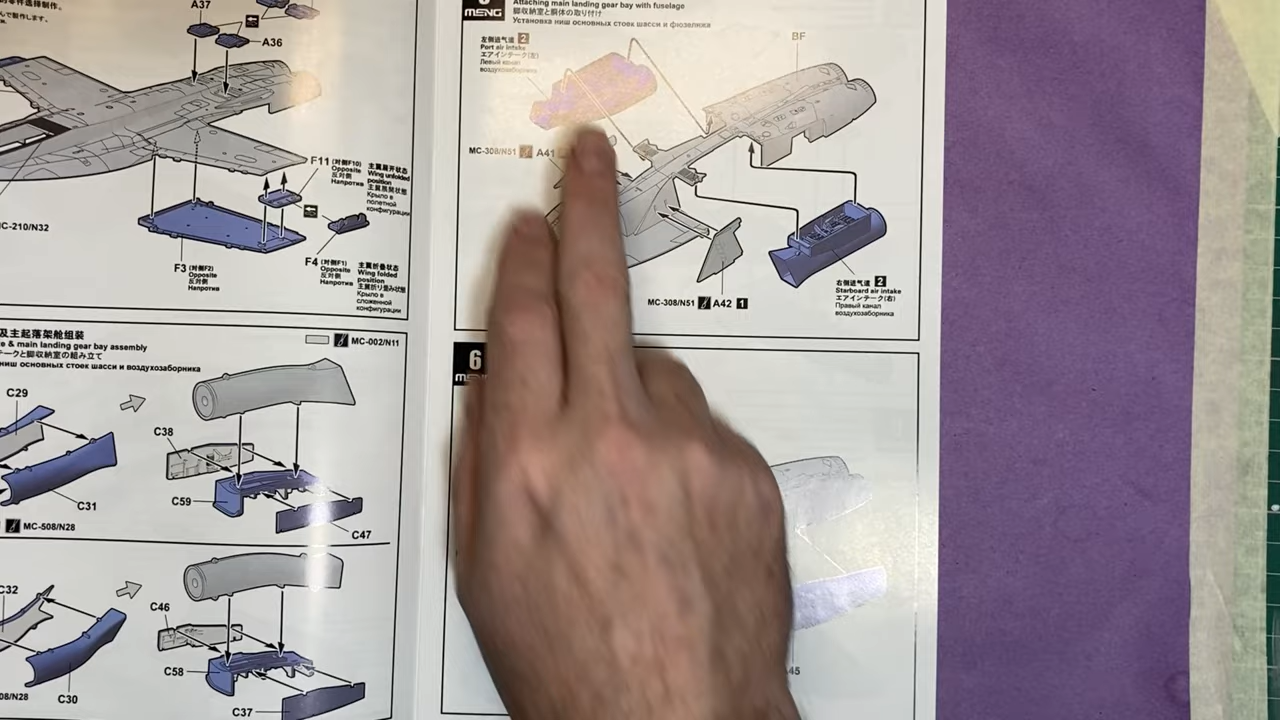 A37
A36
F11 (对侧F10)
Opposite
反対側
Напротив
主翼展开状态
Wing unfolded
position
主翼展開状態
Крыло в
полетной
конфигурации
MC-210/N32
F3 (对侧F2)
Opposite
反対側
Напротив
F4 (对侧F1)
Opposite
反対側
Напротив
主翼折叠状态
Wing folded
position
主翼折り畳み状態
Крыло в
сложенной
конфигурации
及主起落架舱组装
e & main landing gear bay assembly
テークと脚収納室の組み立て
ниш основных стоек шасси и воздухозаборника
MC-002/N11
C29
C38
C59
C31
C47
MC-508/N28
C32
C46
C58
C30
C37
08/N28
MENG
Attaching main landing gear bay with fuselage
脚収納室と胴体の取り付け
Установка ниш основных стоек шасси и фюзеляжа
左侧进气道 2
Port air intake
エアインテーク(左)
Левый канал
воздухозаборника
BF
MC-308/N51 A41
MC-308/N51 A42 1
右侧进气道 2
Starboard air intake
エアインテーク(右)
Правый канал
воздухозаборника
6